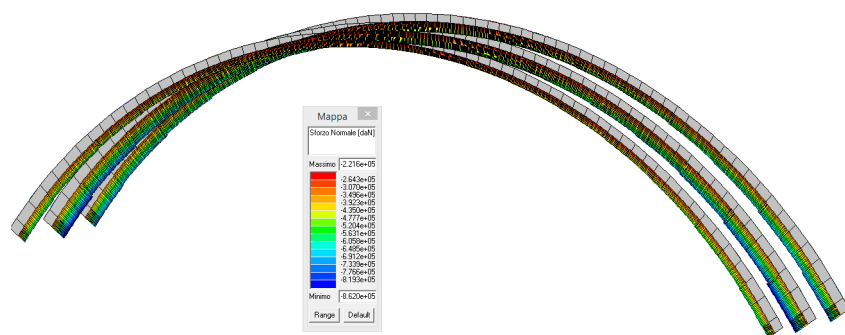 Mappa
Sforzo Normale [daN]
Massimo -2.216e+05
-2.643e+05
-3.070e+05
-3.496e+05
-3.923e+05
-4.350e+05
-4.777e+05
-5.204e+05
-5.631e+05
-6.058e+05
-6.485e+05
-6.912e+05
-7.339e+05
-7.766e+05
-8.193e+05
Minimo -8.620e+05
Range Default